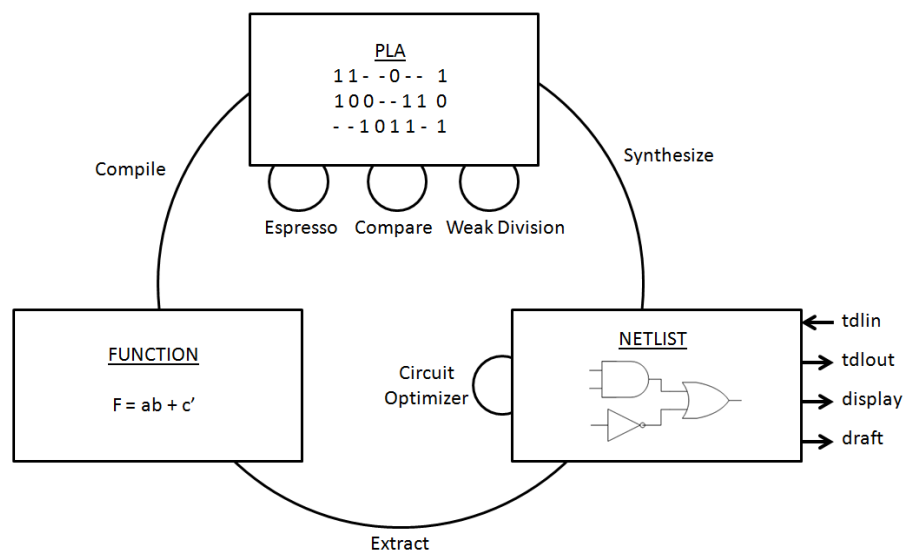 PLA
11- -0-- 1
100--11 0
--1011- 1
Compile
Synthesize
Espresso
Compare
Weak Division
FUNCTION
F = ab + c’
Circuit
Optimizer
NETLIST
tdlin
tdlout
display
draft
Extract